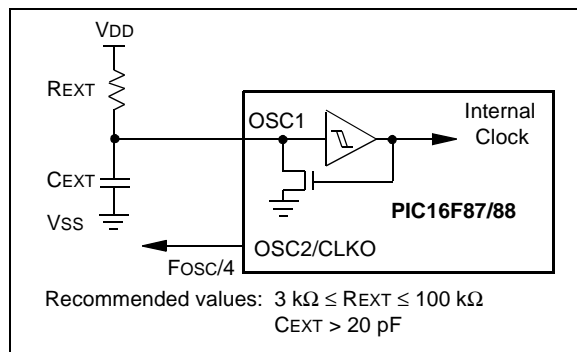 VDD
REXT
OSC1
Internal
Clock
CEXT
PIC16F87/88
VSS
OSC2/CLKO
FOSC/4
Recommended values: 3 kΩ ≤ REXT ≤ 100 kΩ
CEXT > 20 pF